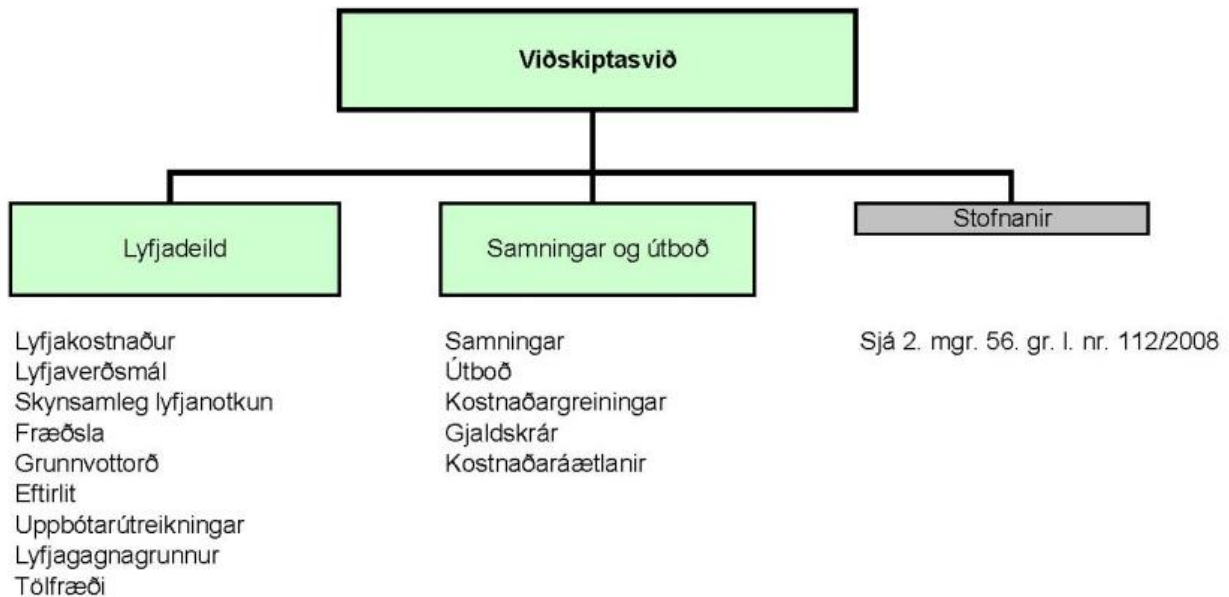 Viðskiptasvið
Lyfjadeild
Lyfjakostnaður
Lyfjaverðsmál
Skynsamleg lyfjanotkun
Fræðsla
Grunnvottorð
Eftirlit
Uppbótarútreikningar
Lyfjagagnagrunnur
Tölfræði
Samningar og útboð
Samningar
Útboð
Kostnaðargreiningar
Gjaldskrár
Kostnaðaráætlanir
Stofnanir
Sjá 2. mgr. 56. gr. l. nr. 112/2008